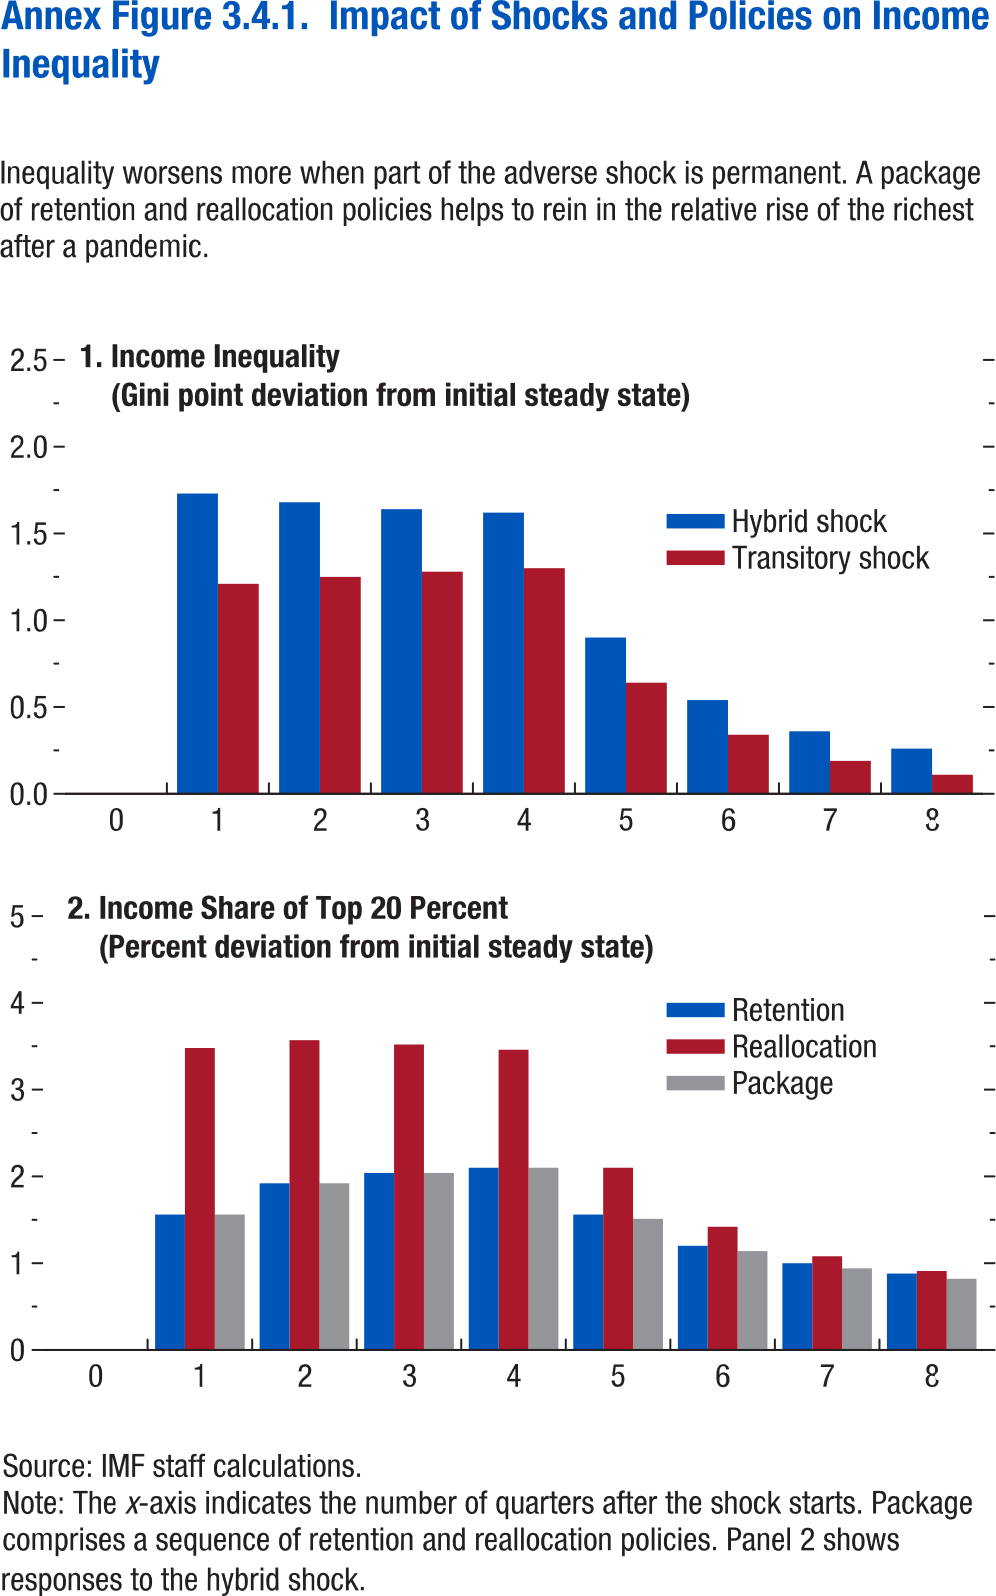 Annex Figure 3.4.1. Impact of Shocks and Policies on Income
Inequality
Inequality worsens more when part of the adverse shock is permanent. A package
of retention and reallocation policies helps to rein in the relative rise of the richest
after a pandemic.
2.5 1. Income Inequality
(Gini point deviation from initial steady state)
2.0
Hybrid shock
1.5
Transitory shock
1.0
0.5
0.0
0 1 2 3 4 5 6 7 8
5 2. Income Share of Top 20 Percent
(Percent deviation from initial steady state)
4
Retention
Reallocation
3
Package
2
1
0
0 1 2 3 4 5 6 7 8
Source: IMF staff calculations.
Note: The x-axis indicates the number of quarters after the shock starts. Package
comprises a sequence of retention and reallocation policies. Panel 2 shows
responses to the hybrid shock.